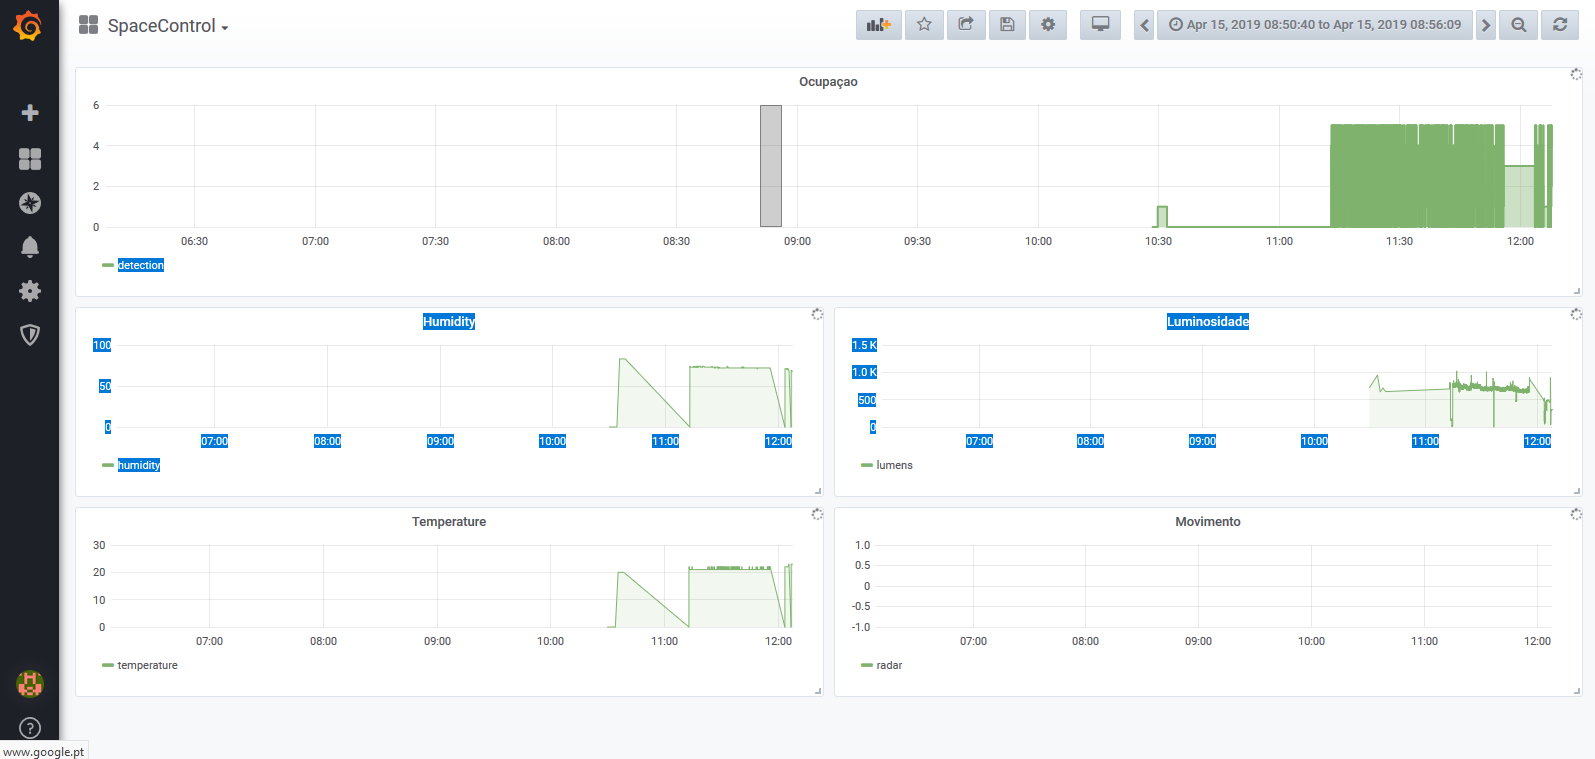 SpaceControl
Apr 15, 2019 08:50:40 to Apr 15, 2019 08:56:09
Ocupaçao
6
4
2
0
06:30 07:00 07:30 08:00 08:30 09:00 09:30 10:00 10:30 11:00 11:30 12:00
detection
Humidity
100
50
0
07:00 08:00 09:00 10:00 11:00 12:00
humidity
Luminosidade
1.5 K
1.0 K
500
0
07:00 08:00 09:00 10:00 11:00 12:00
lumens
Temperature
30
20
10
0
07:00 08:00 09:00 10:00 11:00 12:00
temperature
Movimento
1.0
0.5
0
-0.5
-1.0
07:00 08:00 09:00 10:00 11:00 12:00
radar
www.google.pt